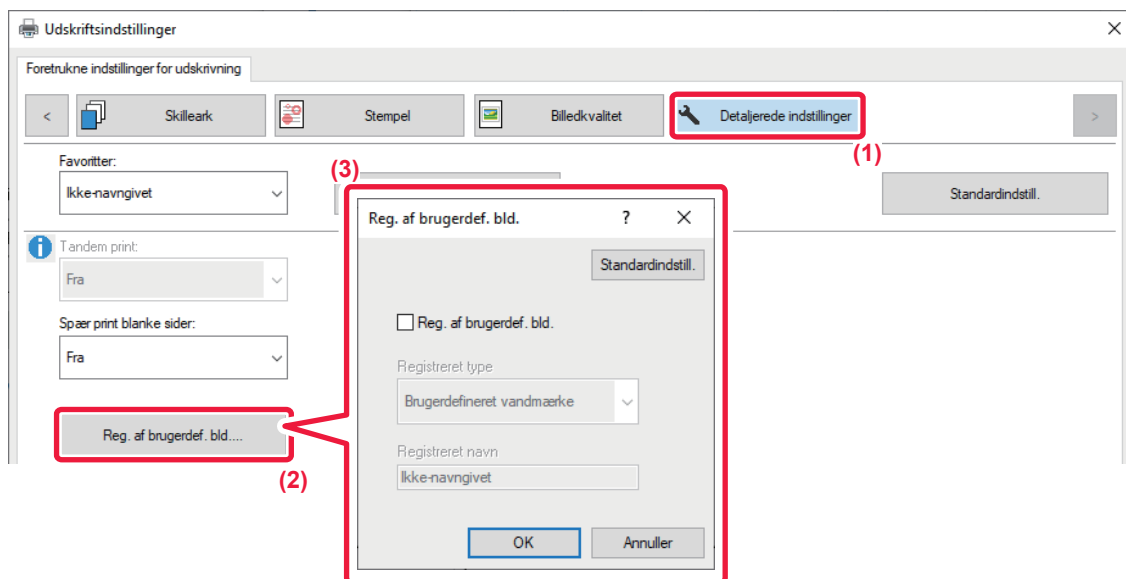 Udskriftsindstillinger
Foretrukne indstillinger for udskrivning
< Skilleark Stempel Billedkvalitet Detaljerede indstillinger >
(1)
Favoritter:
(3)
Ikke-navngivet
Standardindstill.
Reg. af brugerdef. bld. ?
Tandem print:
Fra
Standardindstill.
Spær print blanke sider:
Fra
Reg. af brugerdef. bld.
Registreret type
Brugerdefineret vandmærke
Reg. af brugerdef. bld....
(2)
Registreret navn
Ikke-navngivet
OK Annuller